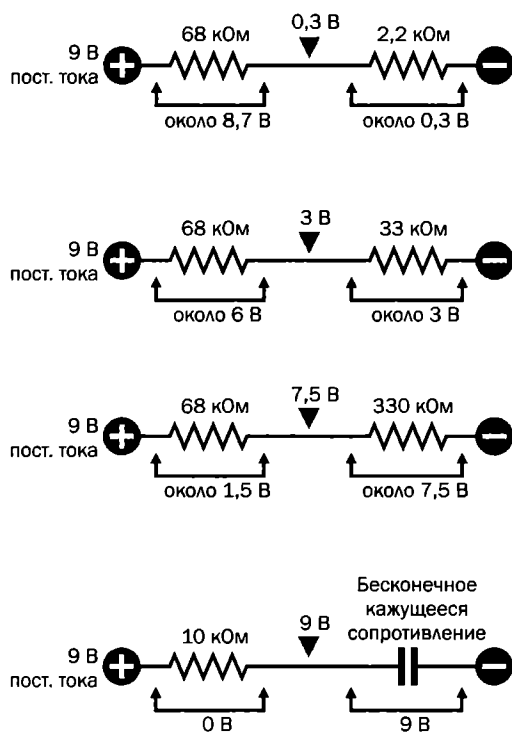 68 кОм
0,3 В
2,2 кОм
9 В
пост. тока
около 8,7 В
около 0,3 В
68 кОм
3 В
33 кОм
9 В
пост. тока
около 6 В
около 3 В
68 кОм
7,5 В
330 кОм
9 В
пост. тока
около 1,5 В
около 7,5 В
Бесконечное
кажущееся
сопротивление
10 кОм
9 В
9 В
пост. тока
0 В
9 В